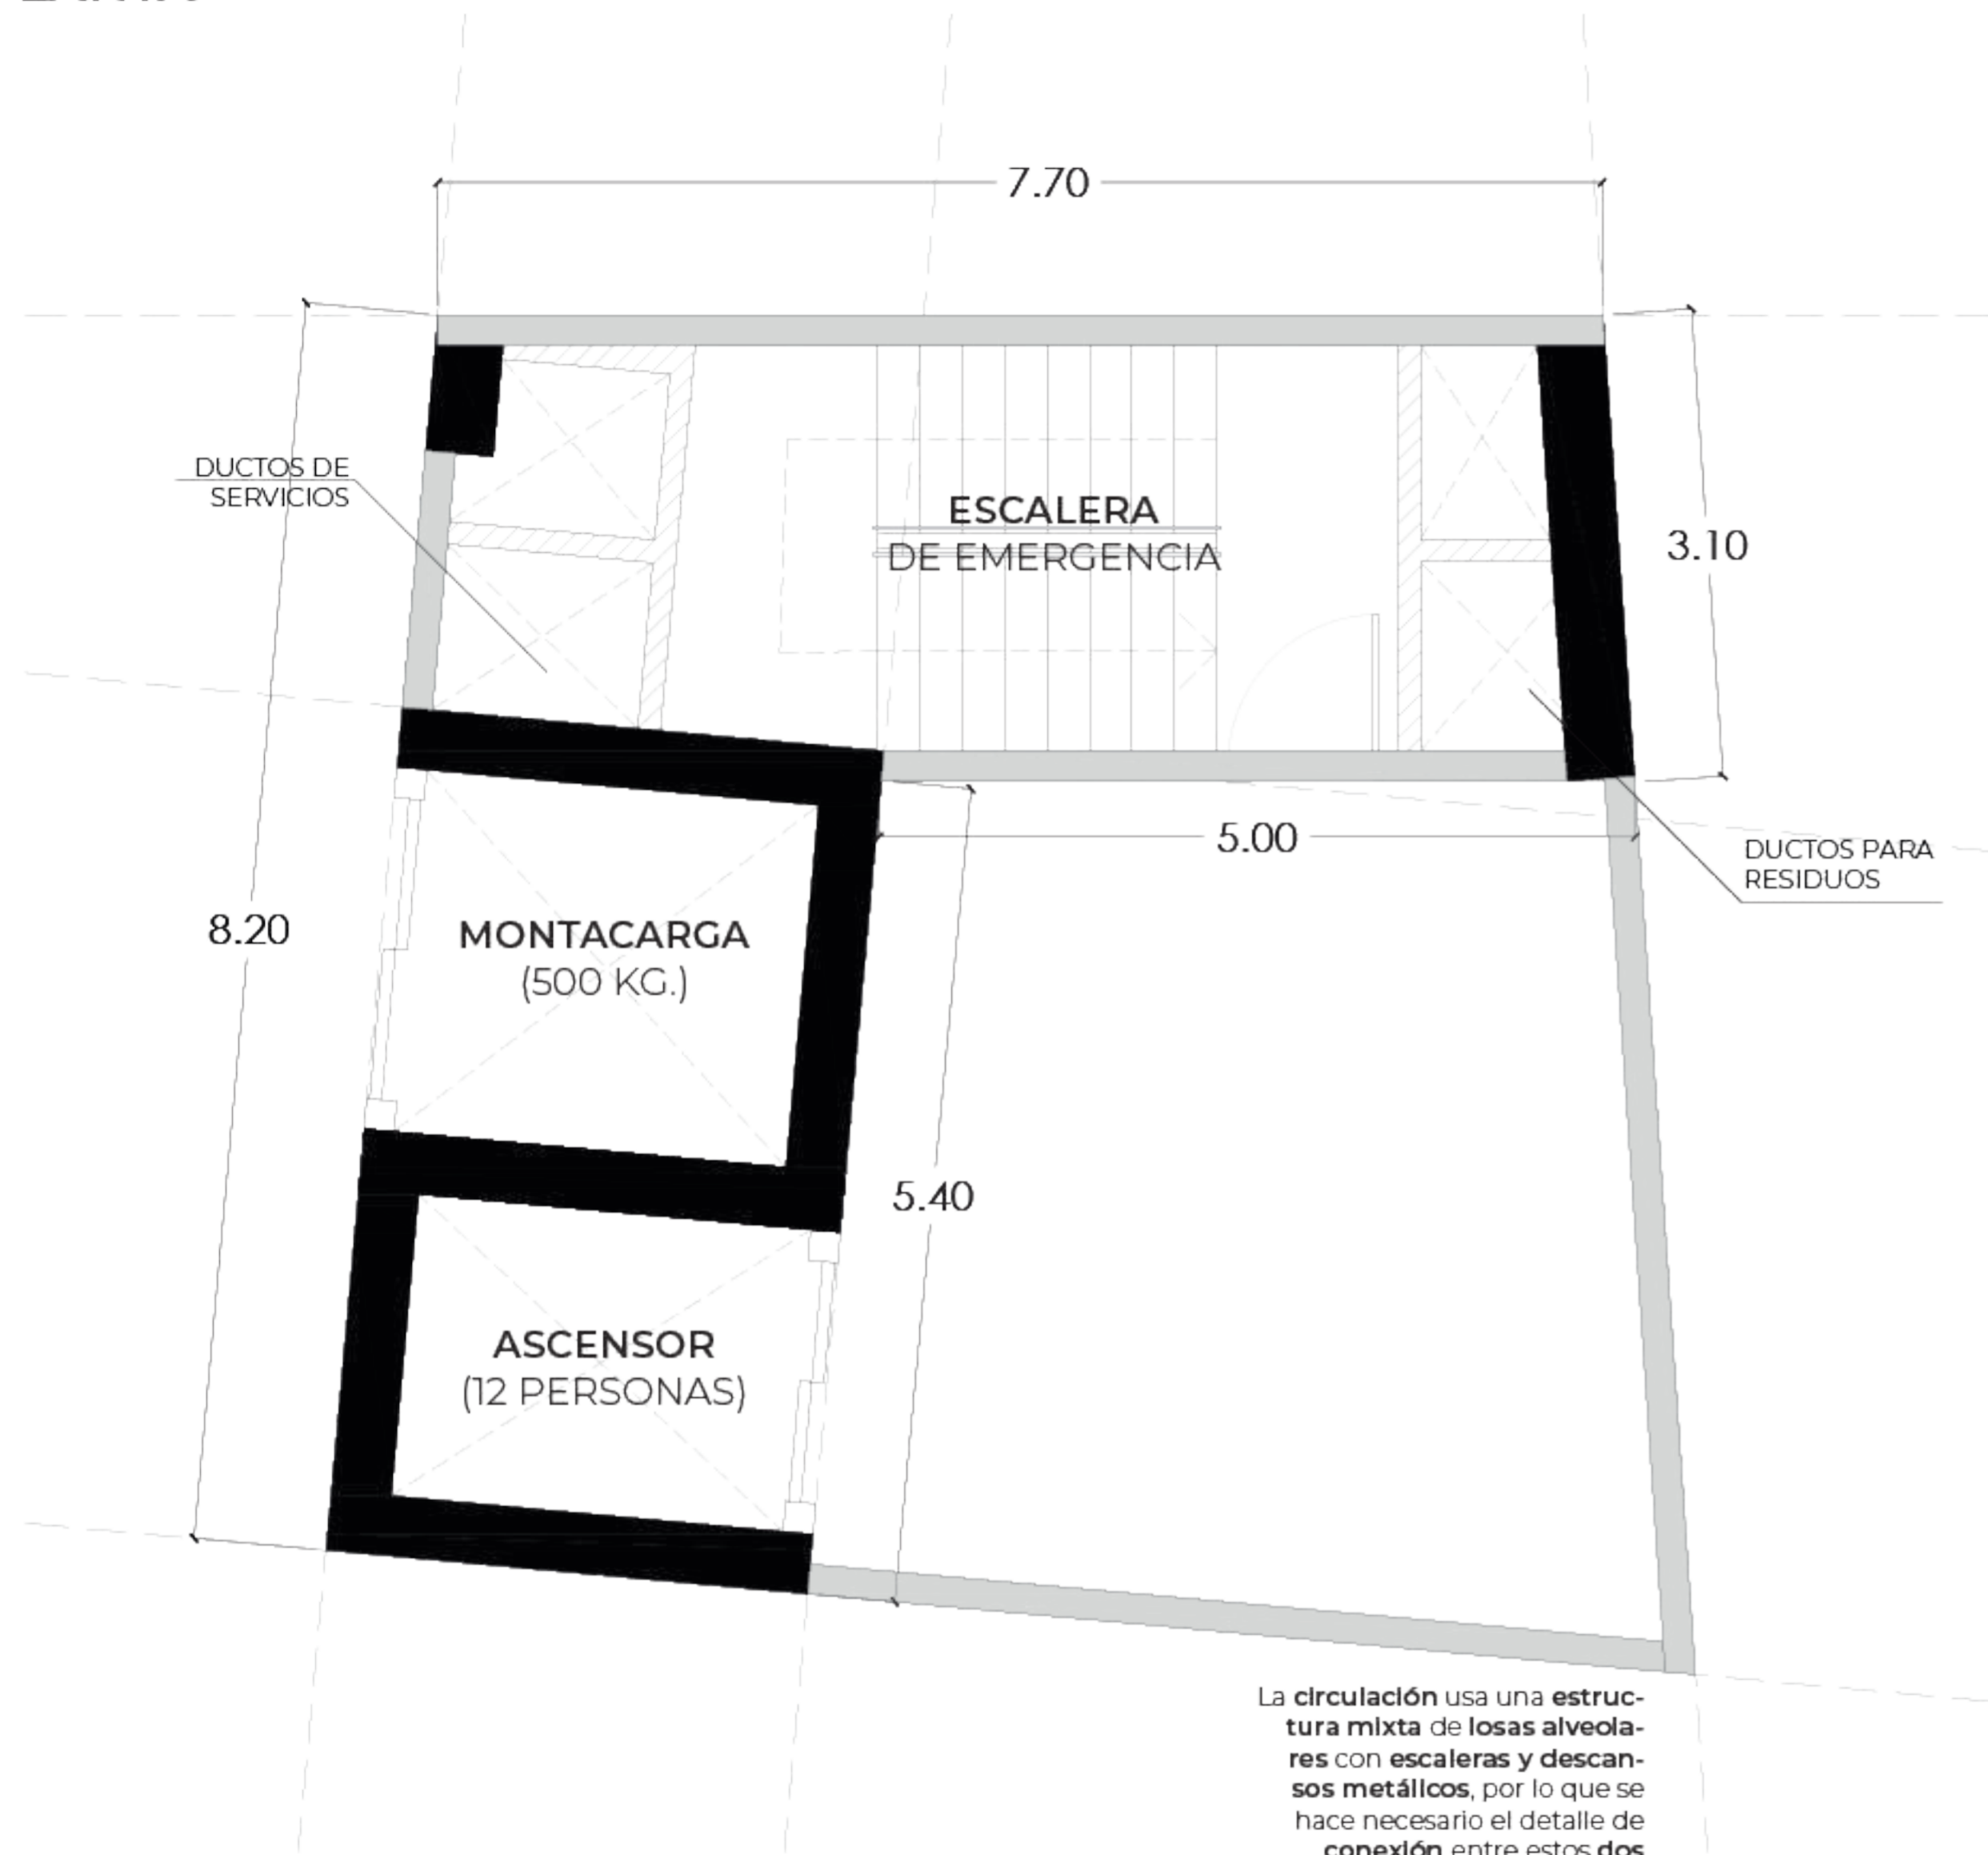 7.70
DUCTOS DE
SERVICIOS
ESCALERA
DE EMERGENCIA
3.10
5.00
DUCTOS PARA
RESIDUOS
8.20
MONTACARGA
(500 KG.)
5.40
ASCENSOR
(12 PERSONAS)
La circulación usa una estruc-
tura mixta de losas alveola-
res con escaleras y descan-
sos metálicos, por lo que se
hace necesario el detalle de
conexión entre estos dos